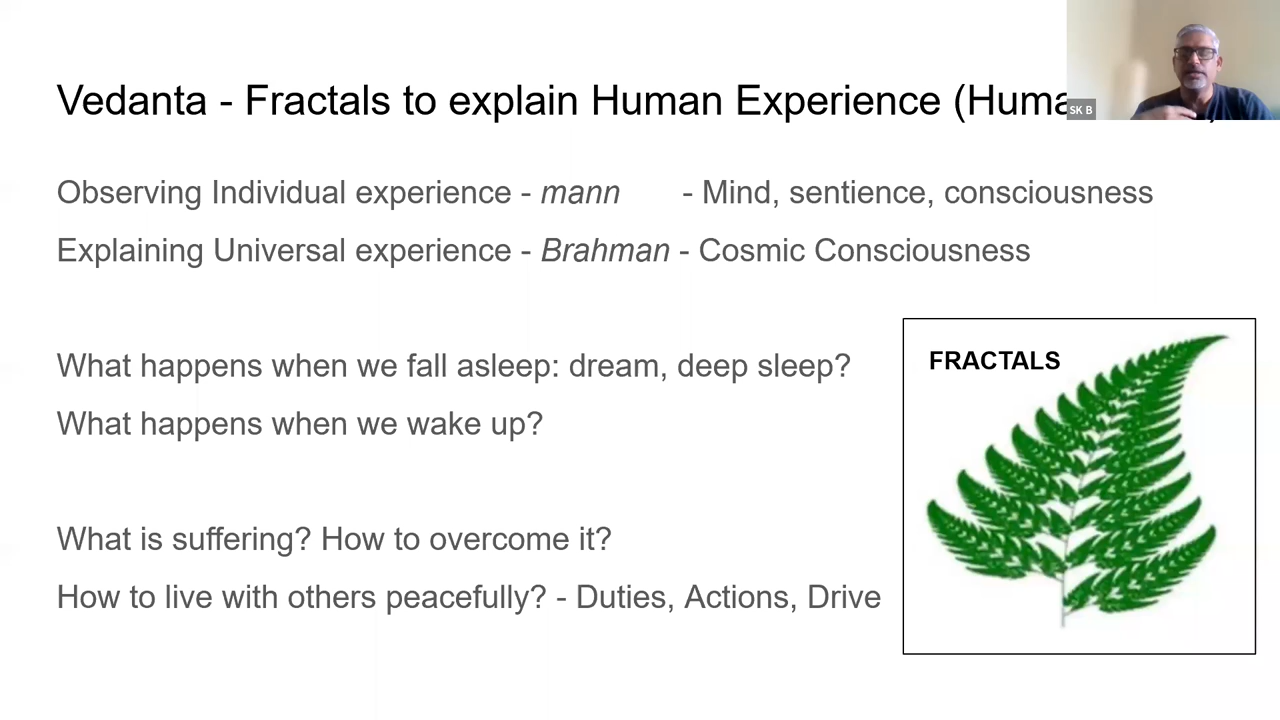 Vedanta - Fractals to explain Human Experience (Huma
SK B
Observing Individual experience - mann - Mind, sentience, consciousness
Explaining Universal experience - Brahman - Cosmic Consciousness
What happens when we fall asleep: dream, deep sleep?
FRACTALS
What happens when we wake up?
What is suffering? How to overcome it?
How to live with others peacefully? - Duties, Actions, Drive